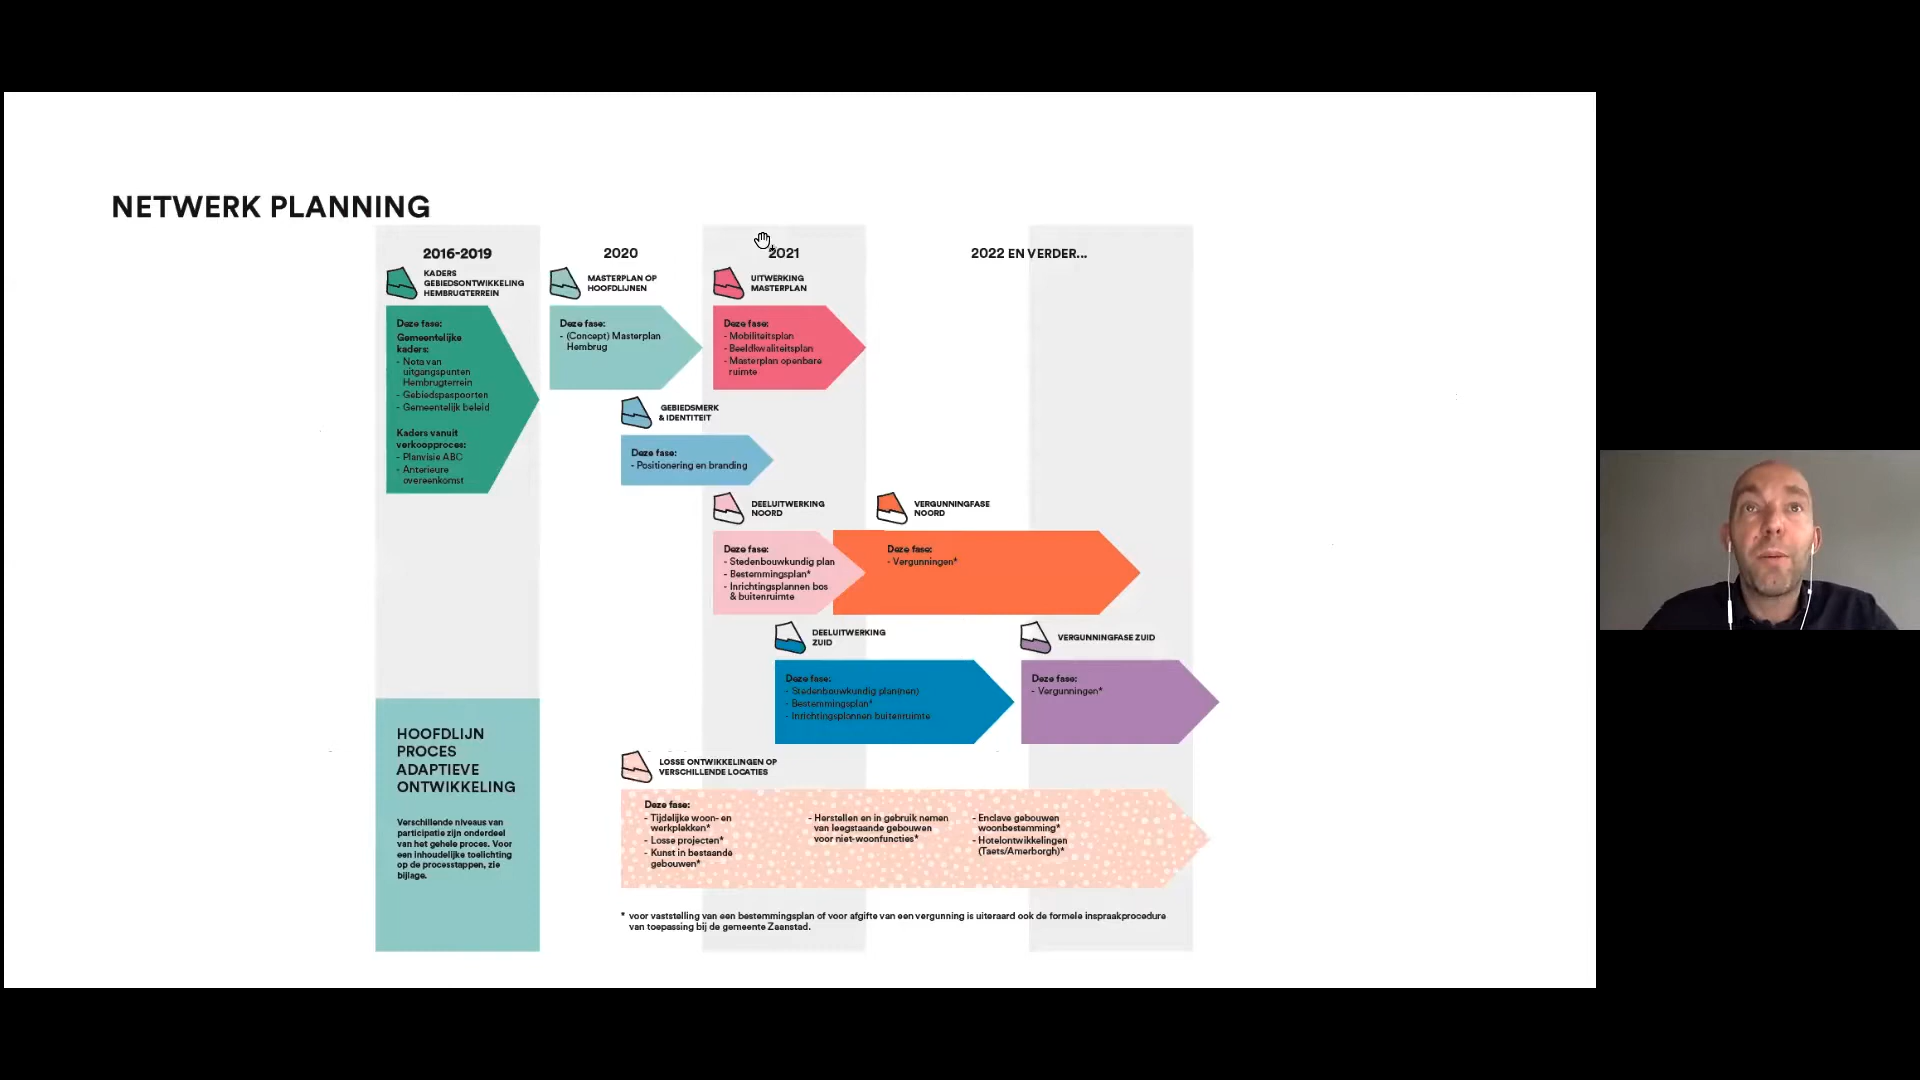 NETWERK PLANNING
2016-2019
KADERS
GEBIEDSONTWIKKELING
HEMBRUGTERREIN
Deze fase:
Gemeentelijke
kaders:
- Nota van
uitgangspunten
Hembrugterrein
- Gebiedspaspoorten
- Gemeentelijk beleid
Kaders vanuit
verkoopproces:
- Planvisie ABC
- Anterieure
overeenkomst
2020
MASTERPLAN OP
HOOFDLIJNEN
Deze fase:
- (Concept) Masterplan
Hembrug
2021
UITWERKING
MASTERPLAN
Deze fase:
- Mobiliteitsplan
- Beeldkwaliteitsplan
- Masterplan openbare
ruimte
2022 EN VERDER...
GEBIEDSMERK
& IDENTITEIT
Deze fase:
- Positionering en branding
DEELUITWERKING
NOORD
Deze fase:
- Stedenbouwkundig plan
- Bestemmingsplan*
- Inrichtingsplannen bos
& buitenruimte
VERGUNNINGFASE
NOORD
Deze fase:
- Vergunningen*
DEELUITWERKING
ZUID
Deze fase:
- Stedenbouwkundig plan(nen)
- Bestemmingsplan*
- Inrichtingsplannen buitenruimte
VERGUNNINGFASE ZUID
Deze fase:
- Vergunningen*
HOOFDLIJN
PROCES
ADAPTIEVE
ONTWIKKELING
Verschillende niveaus van
participatie zijn onderdeel
van het gehele proces. Voor
een inhoudelijke toelichting
op de processtappen, zie
bijlage.
LOSSE ONTWIKKELINGEN OP
VERSCHILLENDE LOCATIES
Deze fase:
- Tijdelijke woon- en
werkplekken*
- Losse projecten*
- Kunst in bestaande
gebouwen*
- Herstellen en in gebruik nemen
van leegstaande gebouwen
voor niet-woonfuncties*
- Enclave gebouwen
woonbestemming*
- Hotelontwikkelingen
(Taets/Amerborgh)*
* voor vaststelling van een bestemmingsplan of voor afgifte van een vergunning is uiteraard ook de formele inspraakprocedure
van toepassing bij de gemeente Zaanstad.